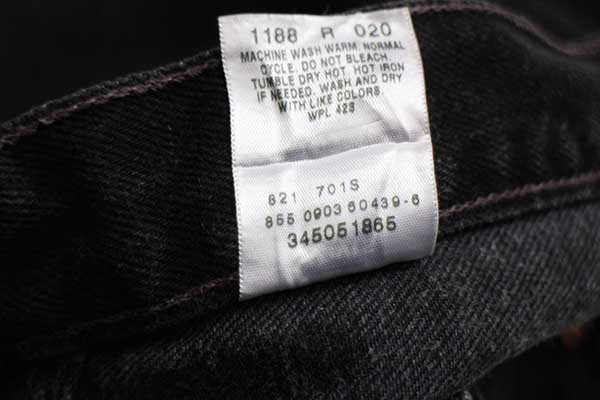 1188 R 020
MACHINE WASH WARM, NORMAL
CYCLE. DO NOT BLEACH.
TUMBLE DRY HOT. HOT IRON
IF NEEDED. WASH AND DRY
WITH LIKE COLORS.
WPL 423
821 701S
855 0903 60439-6
345051865